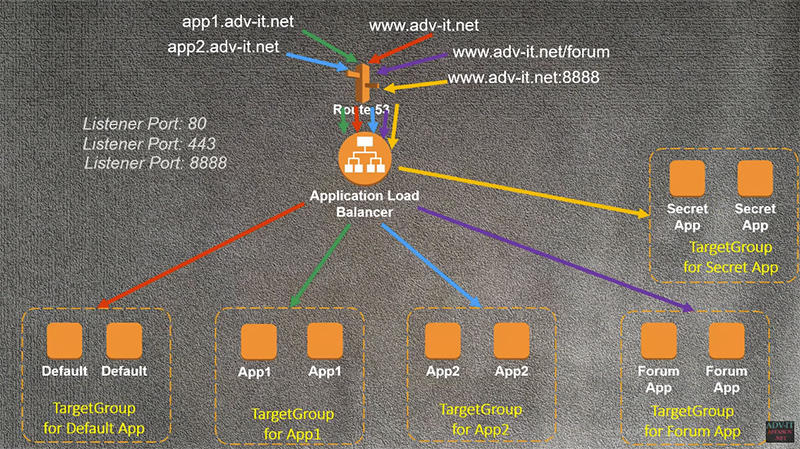 app1.adv-it.net
www.adv-it.net
app2.adv-it.net
www.adv-it.net/forum
www.adv-it.net:8888
Route 53
Listener Port: 80
Listener Port: 443
Listener Port: 8888
Application Load
Balancer
Secret
App
Secret
App
TargetGroup
for Secret App
Default
Default
TargetGroup
for Default App
App1
App1
TargetGroup
for App1
App2
App2
TargetGroup
for App2
Forum
App
Forum
App
TargetGroup
for Forum App
ADV-IT